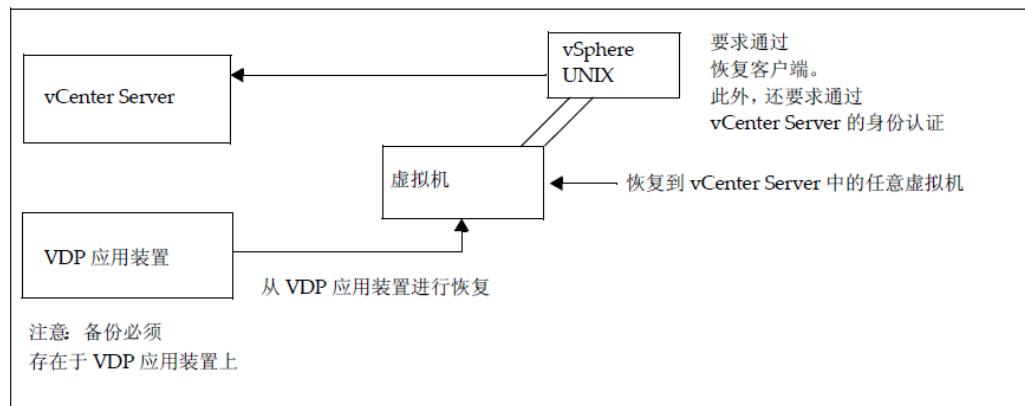 vCenter Server
vSphere
UNIX
要求通过
恢复客户端。
此外，还要求通过
vCenter Server 的身份认证
虚拟机
恢复到 vCenter Server 中的任意虚拟机
VDP 应用装置
从 VDP 应用装置进行恢复
注意: 备份必须
存在于 VDP 应用装置上